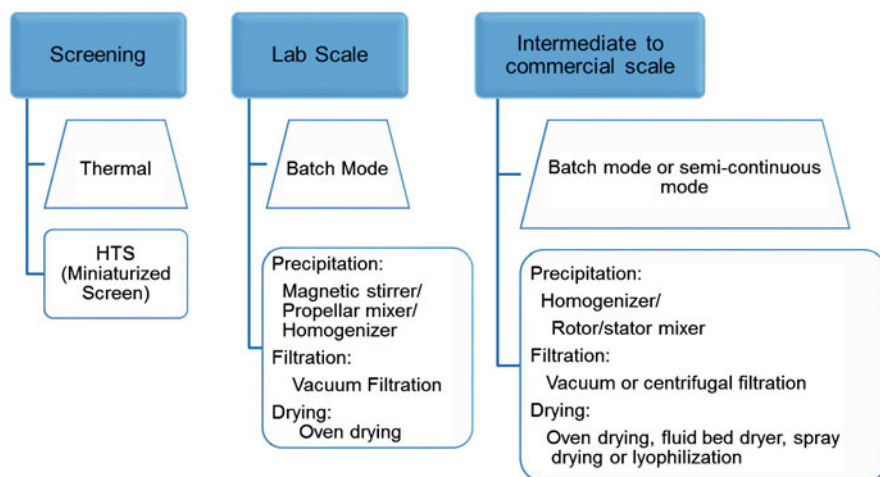 Screening
Thermal
HTS
(Miniaturized
Screen)
Lab Scale
Batch Mode
Precipitation:
Magnetic stirrer/
Propellar mixer/
Homogenizer
Filtration:
Vacuum Filtration
Drying:
Oven drying
Intermediate to
commercial scale
Batch mode or semi-continuous
mode
Precipitation:
Homogenizer/
Rotor/stator mixer
Filtration:
Vacuum or centrifugal filtration
Drying:
Oven drying, fluid bed dryer, spray
drying or lyophilization